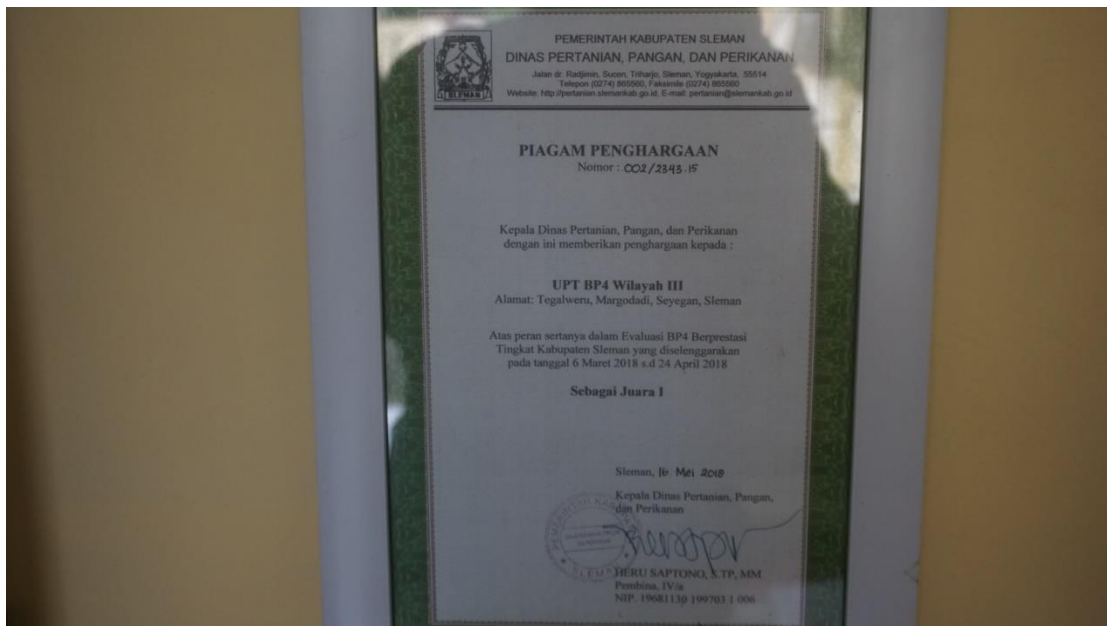 PEMERINTAH KABUPATEN SLEMAN
DINAS PERTANIAN, PANGAN, DAN PERIKANAN
Jalan dr. Radjimin, Sucen, Triharjo, Sleman, Yogyakarta, 55514
Telepon (0274) 865560, Faksimile (0274) 865560
Website: http://pertanian.slemankab.go.id, E-mail: pertanian@slemankab.go.id
SLEMAN
PIAGAM PENGHARGAAN
Nomor : 002/2343.15
Kepala Dinas Pertanian, Pangan, dan Perikanan
dengan ini memberikan penghargaan kepada :
UPT BP4 Wilayah III
Alamat: Tegalweru, Margodadi, Seyegan, Sleman
Atas peran sertanya dalam Evaluasi BP4 Berprestasi
Tingkat Kabupaten Sleman yang diselenggarakan
pada tanggal 6 Maret 2018 s.d 24 April 2018
Sebagai Juara I
Sleman, 16 Mei 2018
Kepala Dinas Pertanian, Pangan,
dan Perikanan
PEMERINTAH KABUPATEN
SLEMAN
HERU SAPTONO, S.TP, MM
Pembina, IV/a
NIP. 19681130 199703 1 006